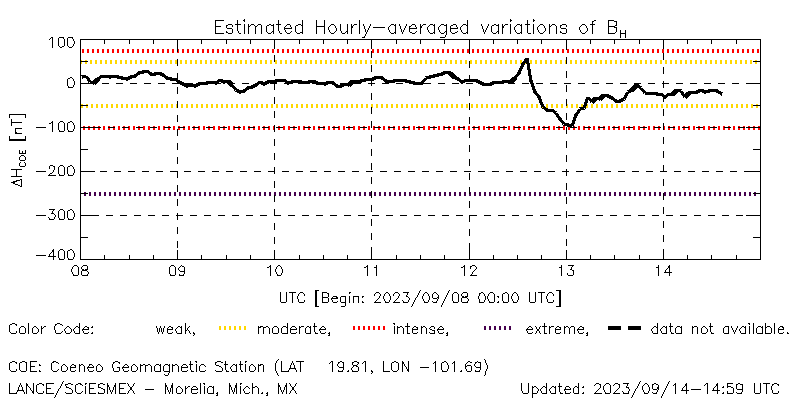 Estimated Hourly-averaged variations of BH
100
0
-100
-200
-300
-400
ΔHCOE [nT]
08 09 10 11 12 13 14
UTC [Begin: 2023/09/08 00:00 UTC]
Color Code: weak, moderate, intense, extreme, data not available.
COE: Coeneo Geomagnetic Station (LAT 19.81, LON -101.69)
LANCE/SCiESMEX - Morelia, Mich., MX Updated: 2023/09/14-14:59 UTC